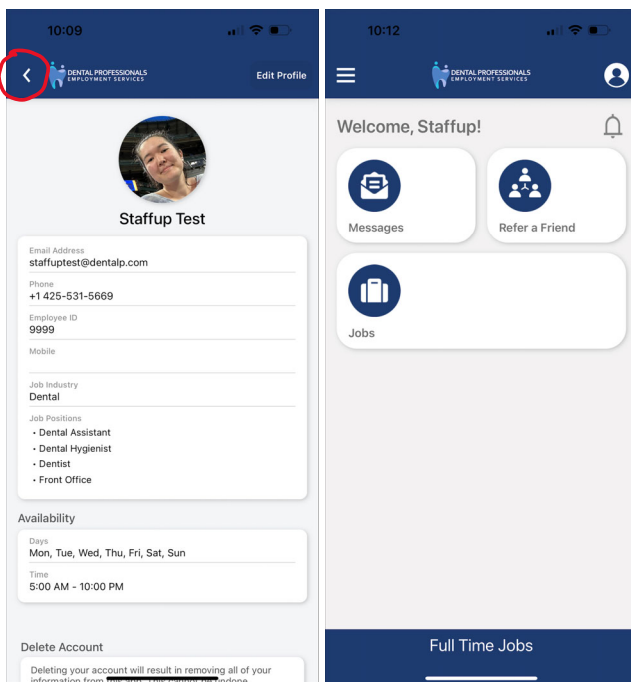 10:09
DENTAL PROFESSIONALS
EMPLOYMENT SERVICES
Edit Profile
Staffup Test
Email Address
staffuptest@dentalp.com
Phone
+1 425-531-5669
Employee ID
9999
Mobile
Job Industry
Dental
Job Positions
• Dental Assistant
• Dental Hygienist
• Dentist
• Front Office
Availability
Days
Mon, Tue, Wed, Thu, Fri, Sat, Sun
Time
5:00 AM - 10:00 PM
Delete Account
Deleting your account will result in removing all of your
information from
10:12
DENTAL PROFESSIONALS
EMPLOYMENT SERVICES
Welcome, Staffup!
Messages
Refer a Friend
Jobs
Full Time Jobs